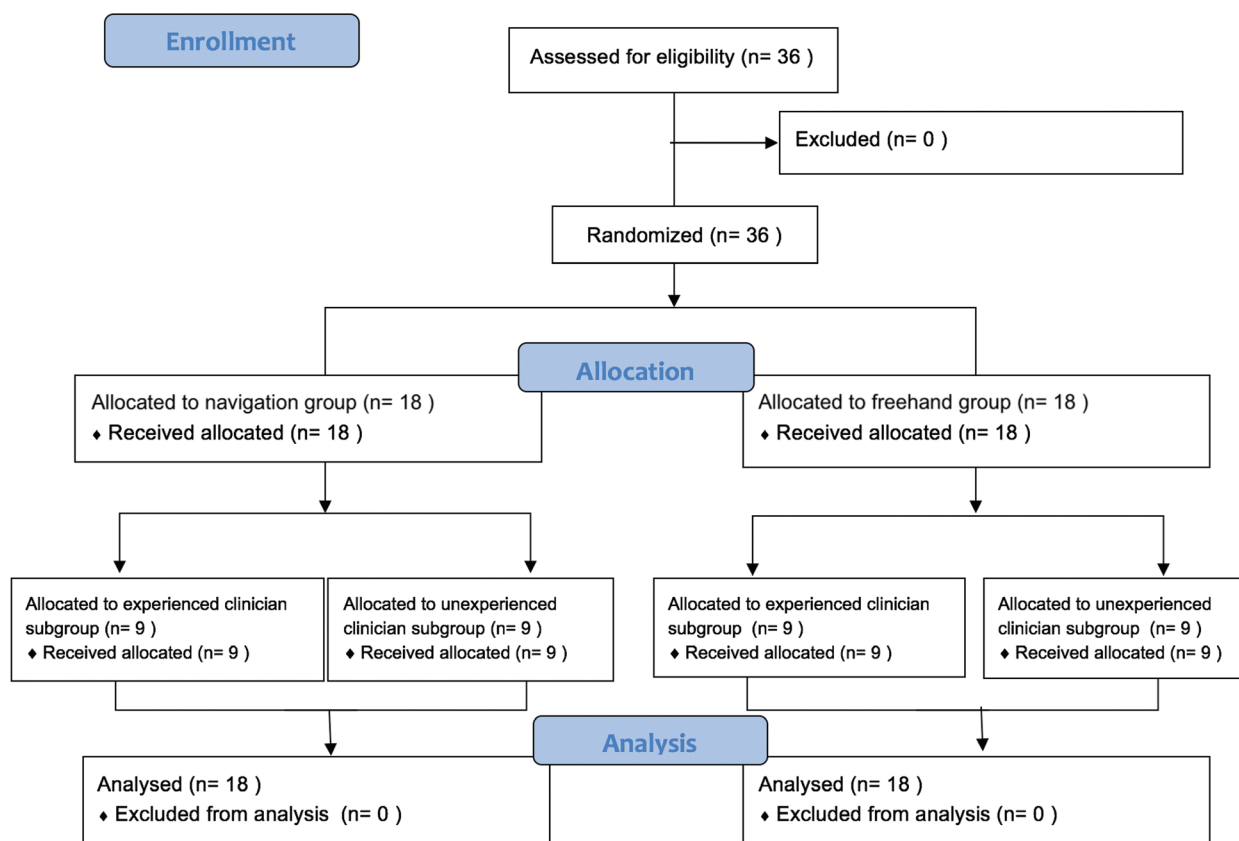 Enrollment
Assessed for eligibility (n= 36 )
Excluded (n= 0 )
Randomized (n= 36 )
Allocation
Allocated to navigation group (n= 18 )
♦ Received allocated (n= 18 )
Allocated to freehand group (n= 18 )
♦ Received allocated (n= 18 )
Allocated to experienced clinician
subgroup (n= 9 )
♦ Received allocated (n= 9 )
Allocated to unexperienced
clinician subgroup (n= 9 )
♦ Received allocated (n= 9 )
Allocated to experienced clinician
subgroup (n= 9 )
♦ Received allocated (n= 9 )
Allocated to unexperienced
clinician subgroup (n= 9 )
♦ Received allocated (n= 9 )
Analysis
Analysed (n= 18 )
♦ Excluded from analysis (n= 0 )
Analysed (n= 18 )
♦ Excluded from analysis (n= 0 )